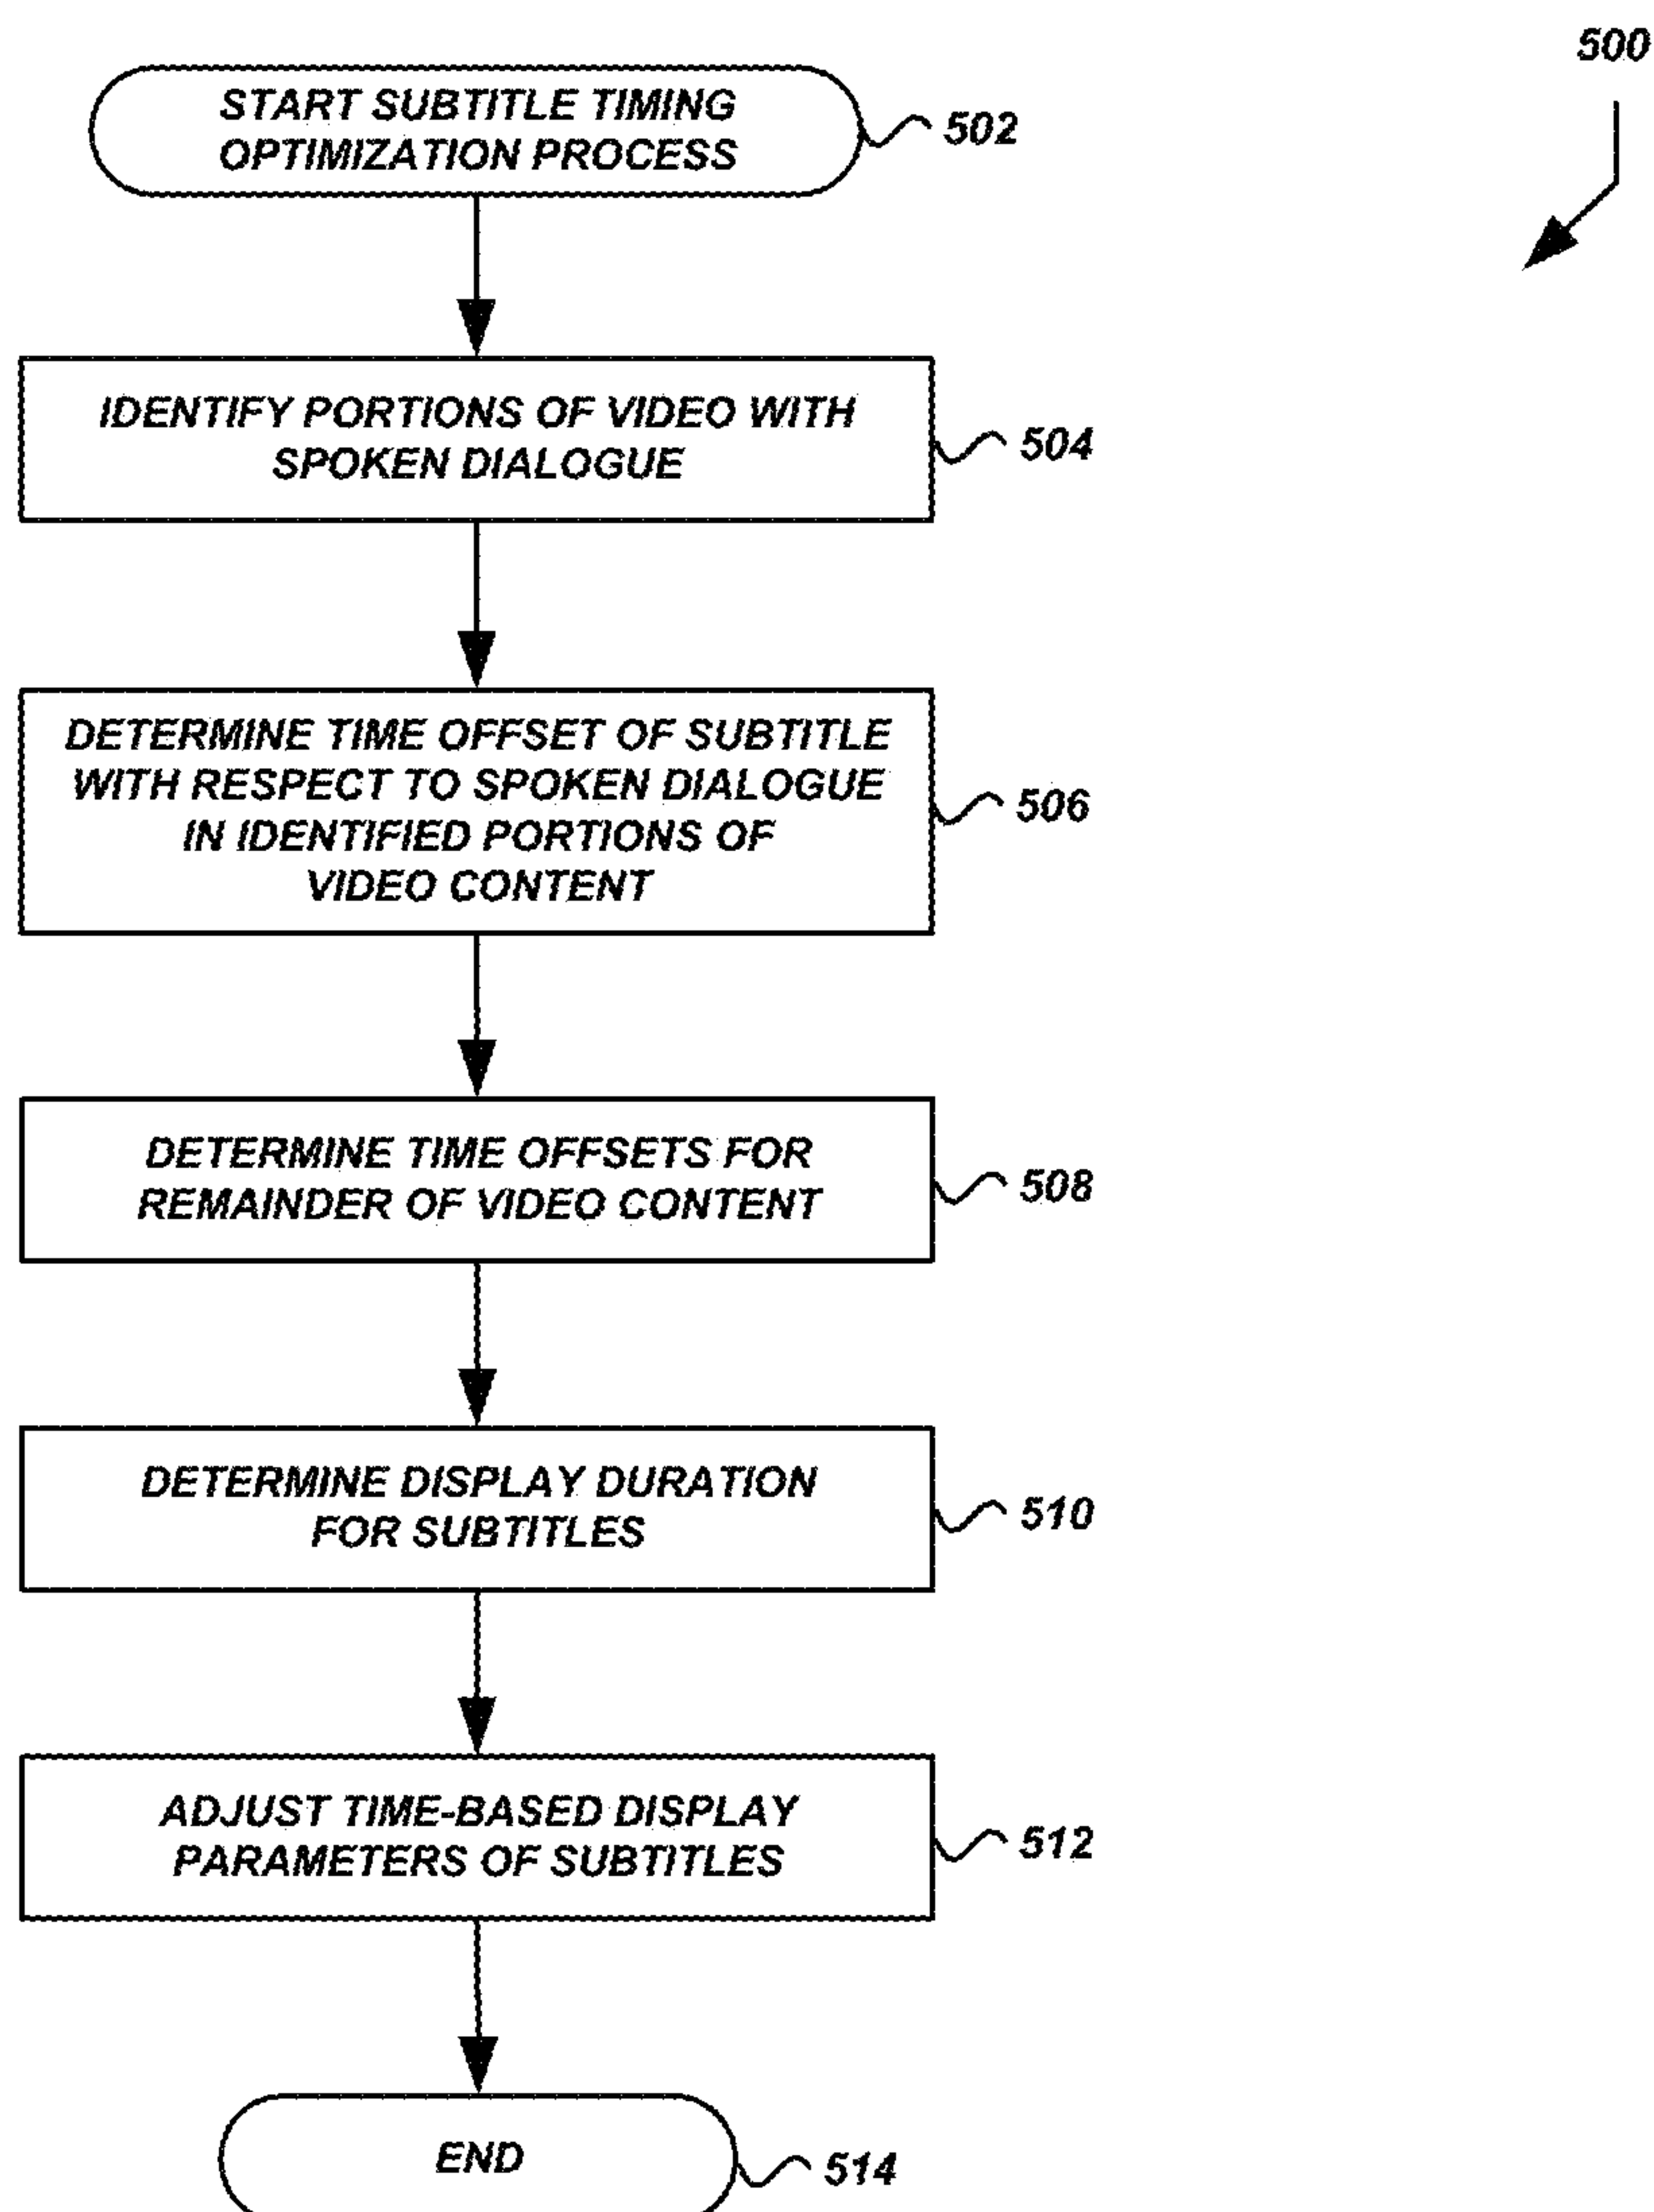 500
START SUBTITLE TIMING
OPTIMIZATION PROCESS
502
IDENTIFY PORTIONS OF VIDEO WITH
SPOKEN DIALOGUE
504
DETERMINE TIME OFFSET OF SUBTITLE
WITH RESPECT TO SPOKEN DIALOGUE
IN IDENTIFIED PORTIONS OF
VIDEO CONTENT
506
DETERMINE TIME OFFSETS FOR
REMAINDER OF VIDEO CONTENT
508
DETERMINE DISPLAY DURATION
FOR SUBTITLES
510
ADJUST TIME-BASED DISPLAY
PARAMETERS OF SUBTITLES
512
END
514